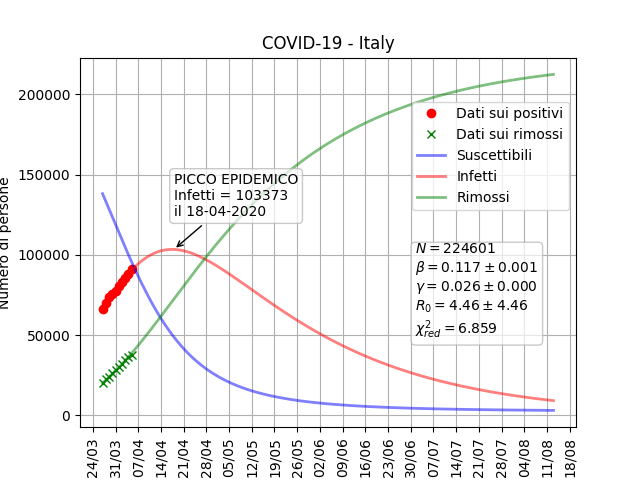 COVID-19 - Italy
Numero di persone
200000
150000
100000
50000
0
PICCO EPIDEMICO
Infetti = 103373
il 18-04-2020
Dati sui positivi
Dati sui rimossi
Suscettibili
Infetti
Rimossi
N = 224601
β = 0.117 ± 0.001
γ = 0.026 ± 0.000
R₀ = 4.46 ± 4.46
χ²red = 6.859
24/03
31/03
07/04
14/04
21/04
28/04
05/05
12/05
19/05
26/05
02/06
09/06
16/06
23/06
30/06
07/07
14/07
21/07
28/07
04/08
11/08
18/08